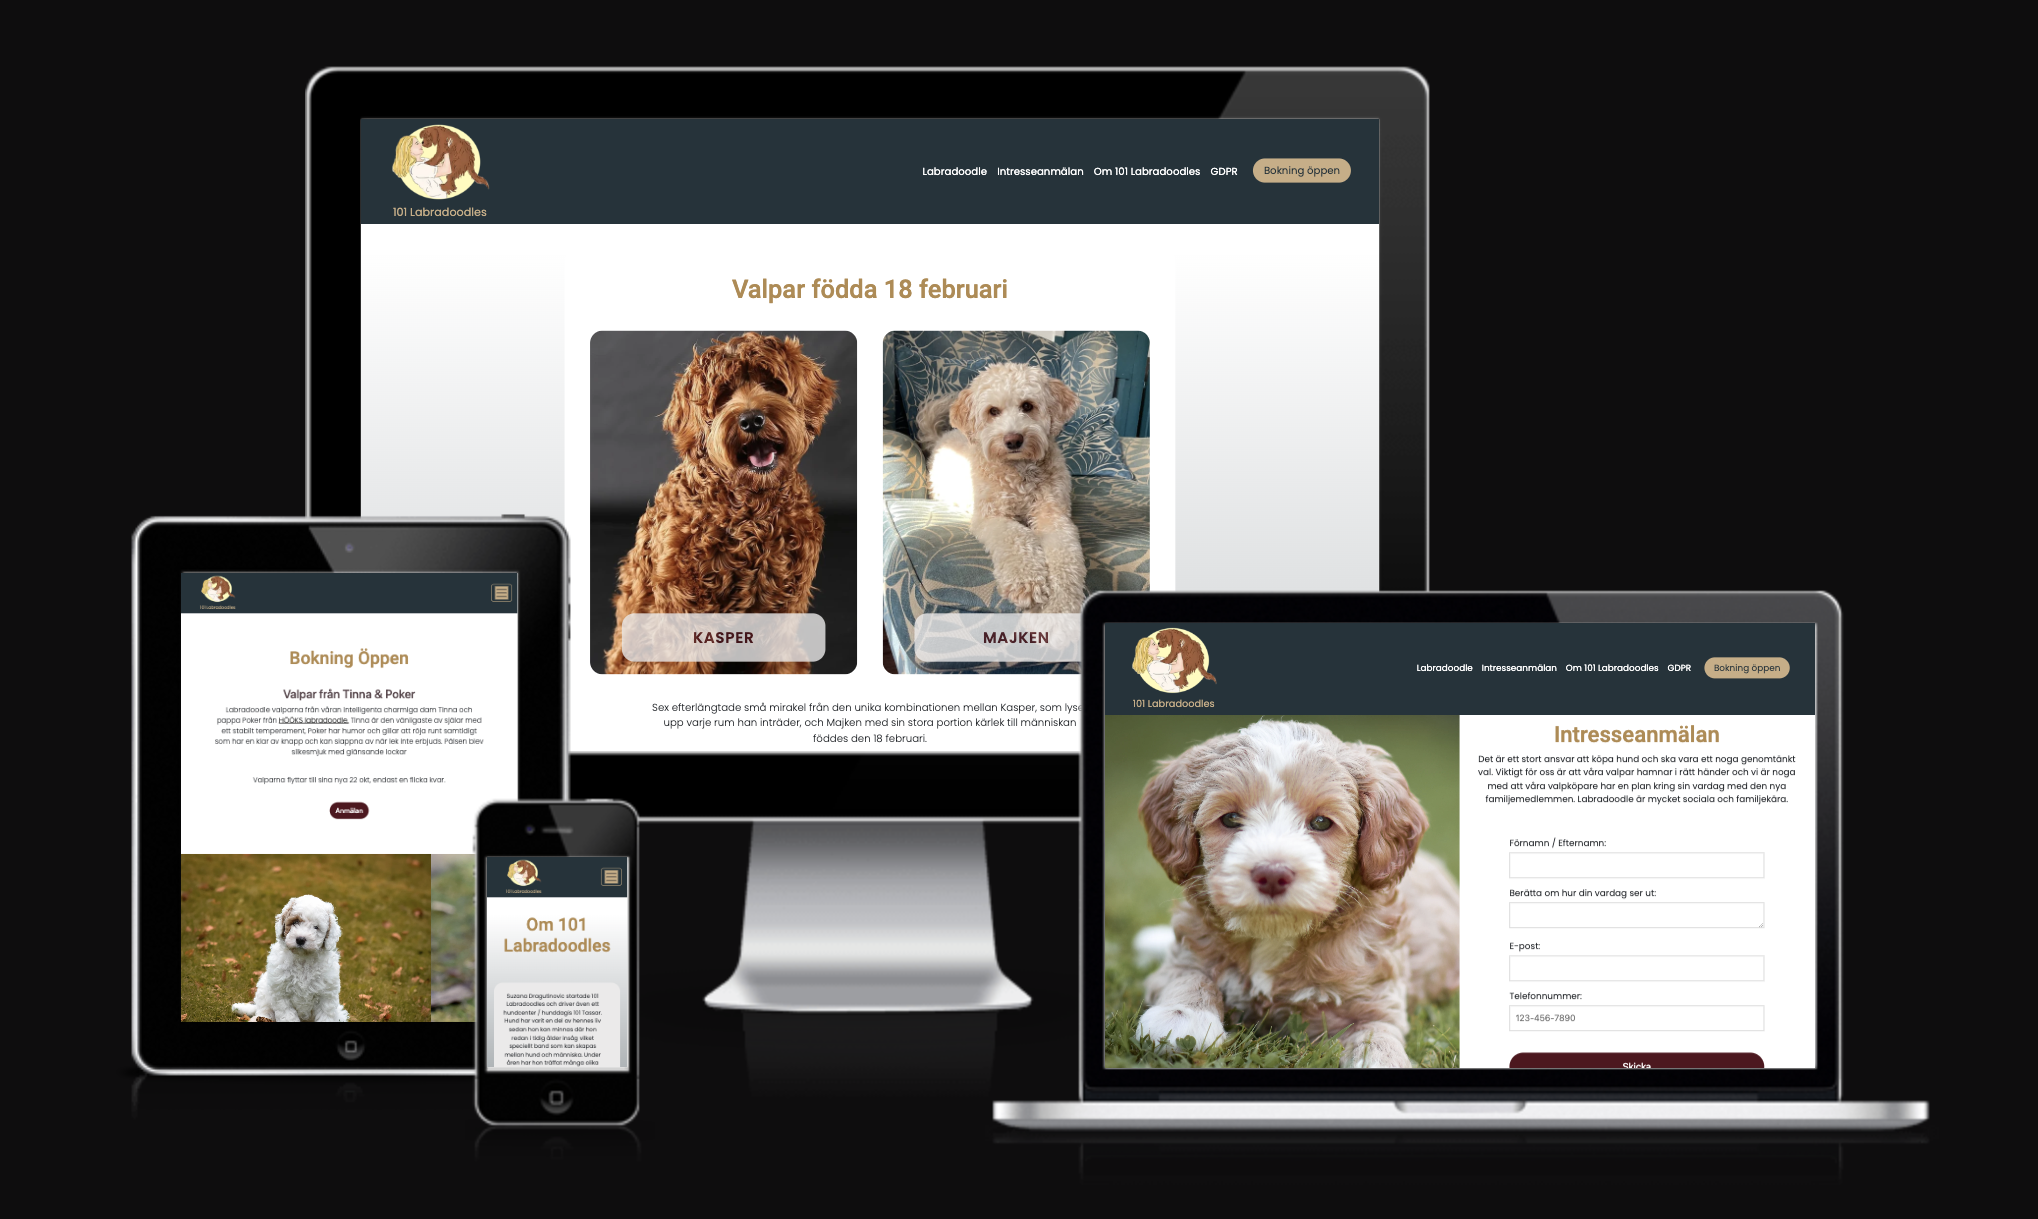 101 Labradoodles
Labradoodle Intresseanmälan Om 101 Labradoodles GDPR Bokning öppen
Valpar födda 18 februari
KASPER
MAJKEN
Sex efterlängtade små mirakel från den unika kombinationen mellan Kasper, som lyse
upp varje rum han inträder, och Majken med sin stora portion kärlek till människan
föddes den 18 februari.
101 Labradoodles
Bokning Öppen
Valpar från Tinna & Poker
Labradoodle valparna från våran intelligenta charmiga dam Tinna och
pappa Poker från HÖÖKS labradoodle. Tinna är den vänligaste av själar med
ett stabilt temperament, Poker har humor och gillar att röja runt samtidigt
som har en klar av knapp och kan slappna av när lek inte erbjuds. Pälsen blev
silkesmjuk med glänsande lockar
Valparna flyttar till sina nya 22 okt, endast en flicka kvar.
Anmälan
101 Labradoodles
Om 101
Labradoodles
Suzana Dragutinovic startade 101
Labradoodles och driver även ett
hundcenter / hunddagis 101 Tassar.
Hund har varit en del av hennes liv
sedan hon kan minnas där hon
redan i tidig ålder insåg vilket
speciellt band som kan skapas
mellan hund och människa. Under
åren har hon träffat många olika
101 Labradoodles
Labradoodle Intresseanmälan Om 101 Labradoodles GDPR Bokning öppen
Intresseanmälan
Det är ett stort ansvar att köpa hund och ska vara ett noga genomtänkt
val. Viktigt för oss är att våra valpar hamnar i rätt händer och vi är noga
med att våra valpköpare har en plan kring sin vardag med den nya
familjemedlemmen. Labradoodle är mycket sociala och familjekära.
Förnamn / Efternamn:
Berätta om hur din vardag ser ut:
E-post:
Telefonnummer:
123-456-7890
Skicka